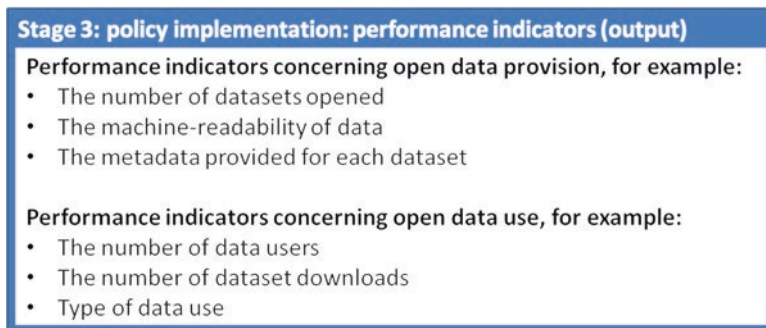 Stage 3: policy implementation: performance indicators (output)
Performance indicators concerning open data provision, for example:
• The number of datasets opened
• The machine-readability of data
• The metadata provided for each dataset
Performance indicators concerning open data use, for example:
• The number of data users
• The number of dataset downloads
• Type of data use